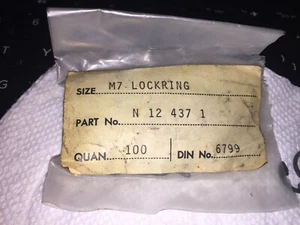 SIZE M7 LOCKRING
PART No. N 12 437 1
QUAN. 100 DIN No. 6799